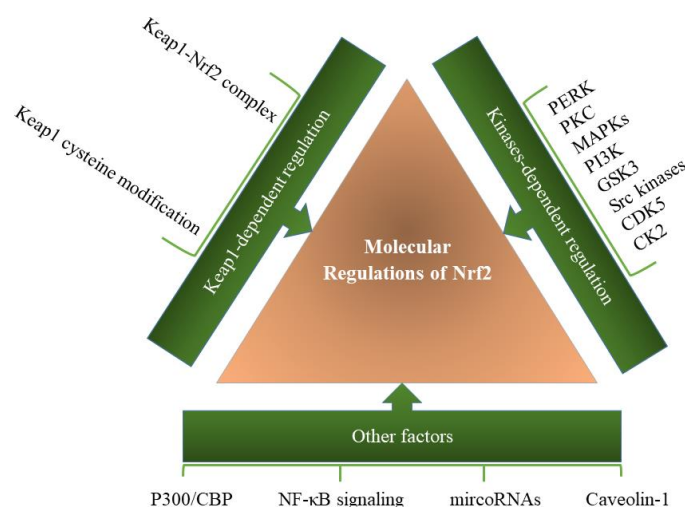 Keap1-Nrf2 complex
Keap1 cysteine modification
Keap1-dependent regulation
PERK
PKC
MAPKs
PI3K
GSK3
Src kinases
CDK5
CK2
Kinases-dependent regulation
Molecular
Regulations of Nrf2
Other factors
P300/CBP
NF-κB signaling
mircoRNAs
Caveolin-1